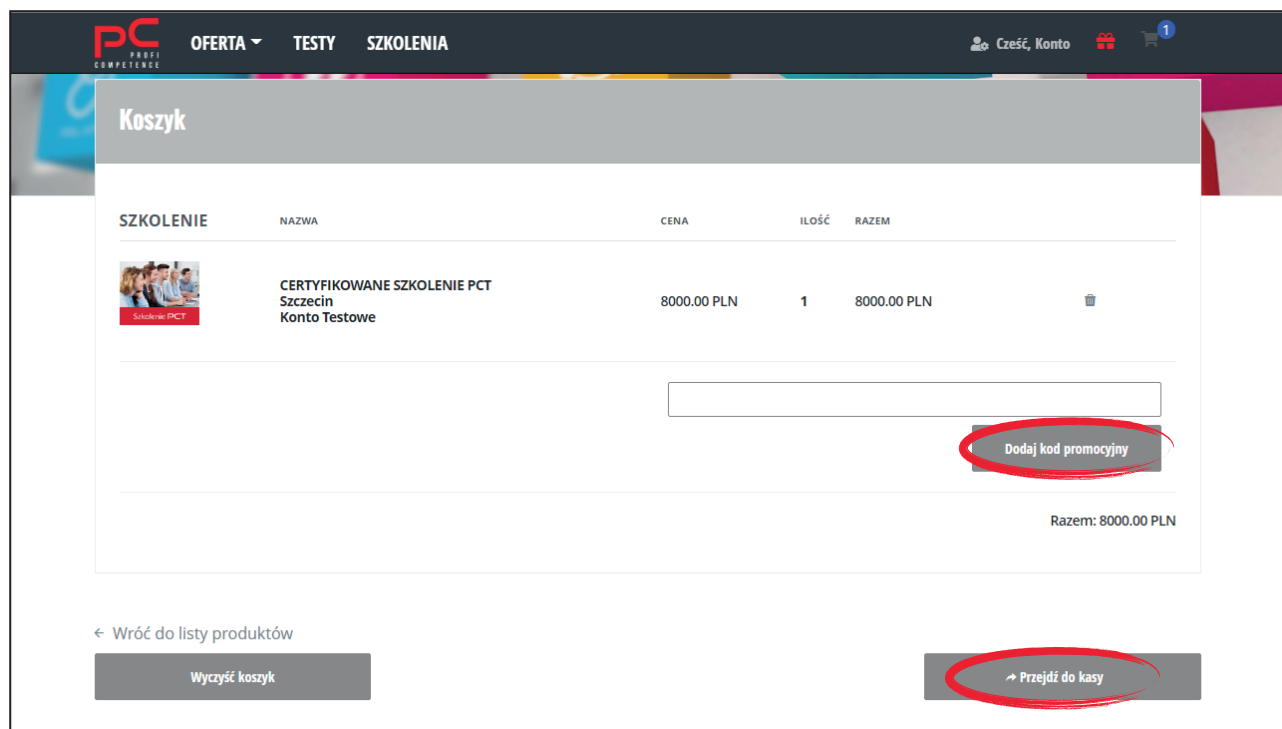 PC
PROFI
COMPETENCE
OFERTA
TESTY
SZKOLENIA
Cześć, Konto
1
Koszyk
SZKOLENIE NAZWA CENA ILOŚĆ RAZEM
Szkolenie PCT
CERTYFIKOWANE SZKOLENIE PCT
Szczecin
Konto Testowe
8000.00 PLN 1 8000.00 PLN
Dodaj kod promocyjny
Razem: 8000.00 PLN
← Wróć do listy produktów
Wyczyść koszyk
Przejdź do kasy